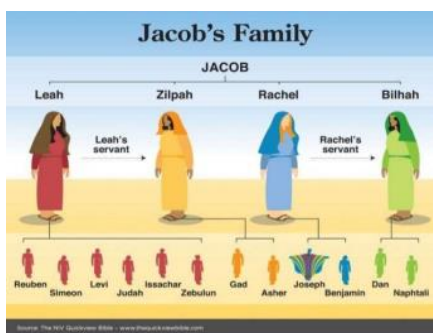 Jacob's Family
JACOB
Leah Zilpah Rachel Bilhah
Leah's
servant
Rachel's
servant
Reuben Simeon Levi Judah Issachar Zebulun Gad Asher Joseph Benjamin Dan Naphtali
Source: The NIV Quickview Bible - www.thequickviewbible.com